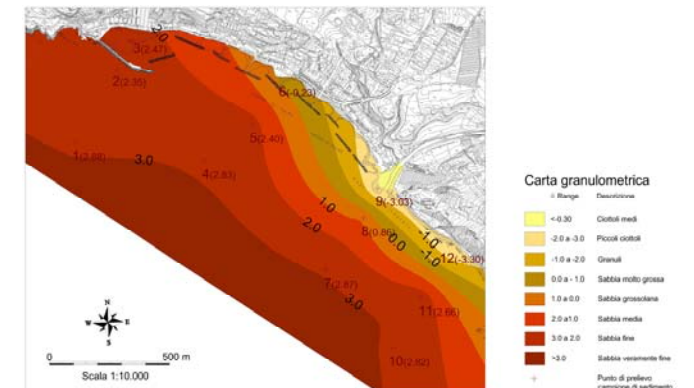 2.0
3(2.47)
2(2.35)
6(-0.23)
5(2.40)
3.0
4(2.83)
1.0
9(-3.03)
2.0
8(0.86)
0.0
-1.0
-1.0
12(-3.30)
7(2.87)
3.0
11(2.66)
10(2.82)
N
W E
S
0 500 m
Scala 1:10.000
Carta granulometrica
Range Descrizione
<-0.30 Ciottoli medi
-2.0 a -3.0 Piccoli ciottoli
-1.0 a -2.0 Granuli
0.0 a - 1.0 Sabbia molto grossa
1.0 a 0.0 Sabbia grossolana
2.0 a1.0 Sabbia media
3.0 a 2.0 Sabbia fine
>3.0 Sabbia veramente fine
Punto di prelievo
campione di sedimento